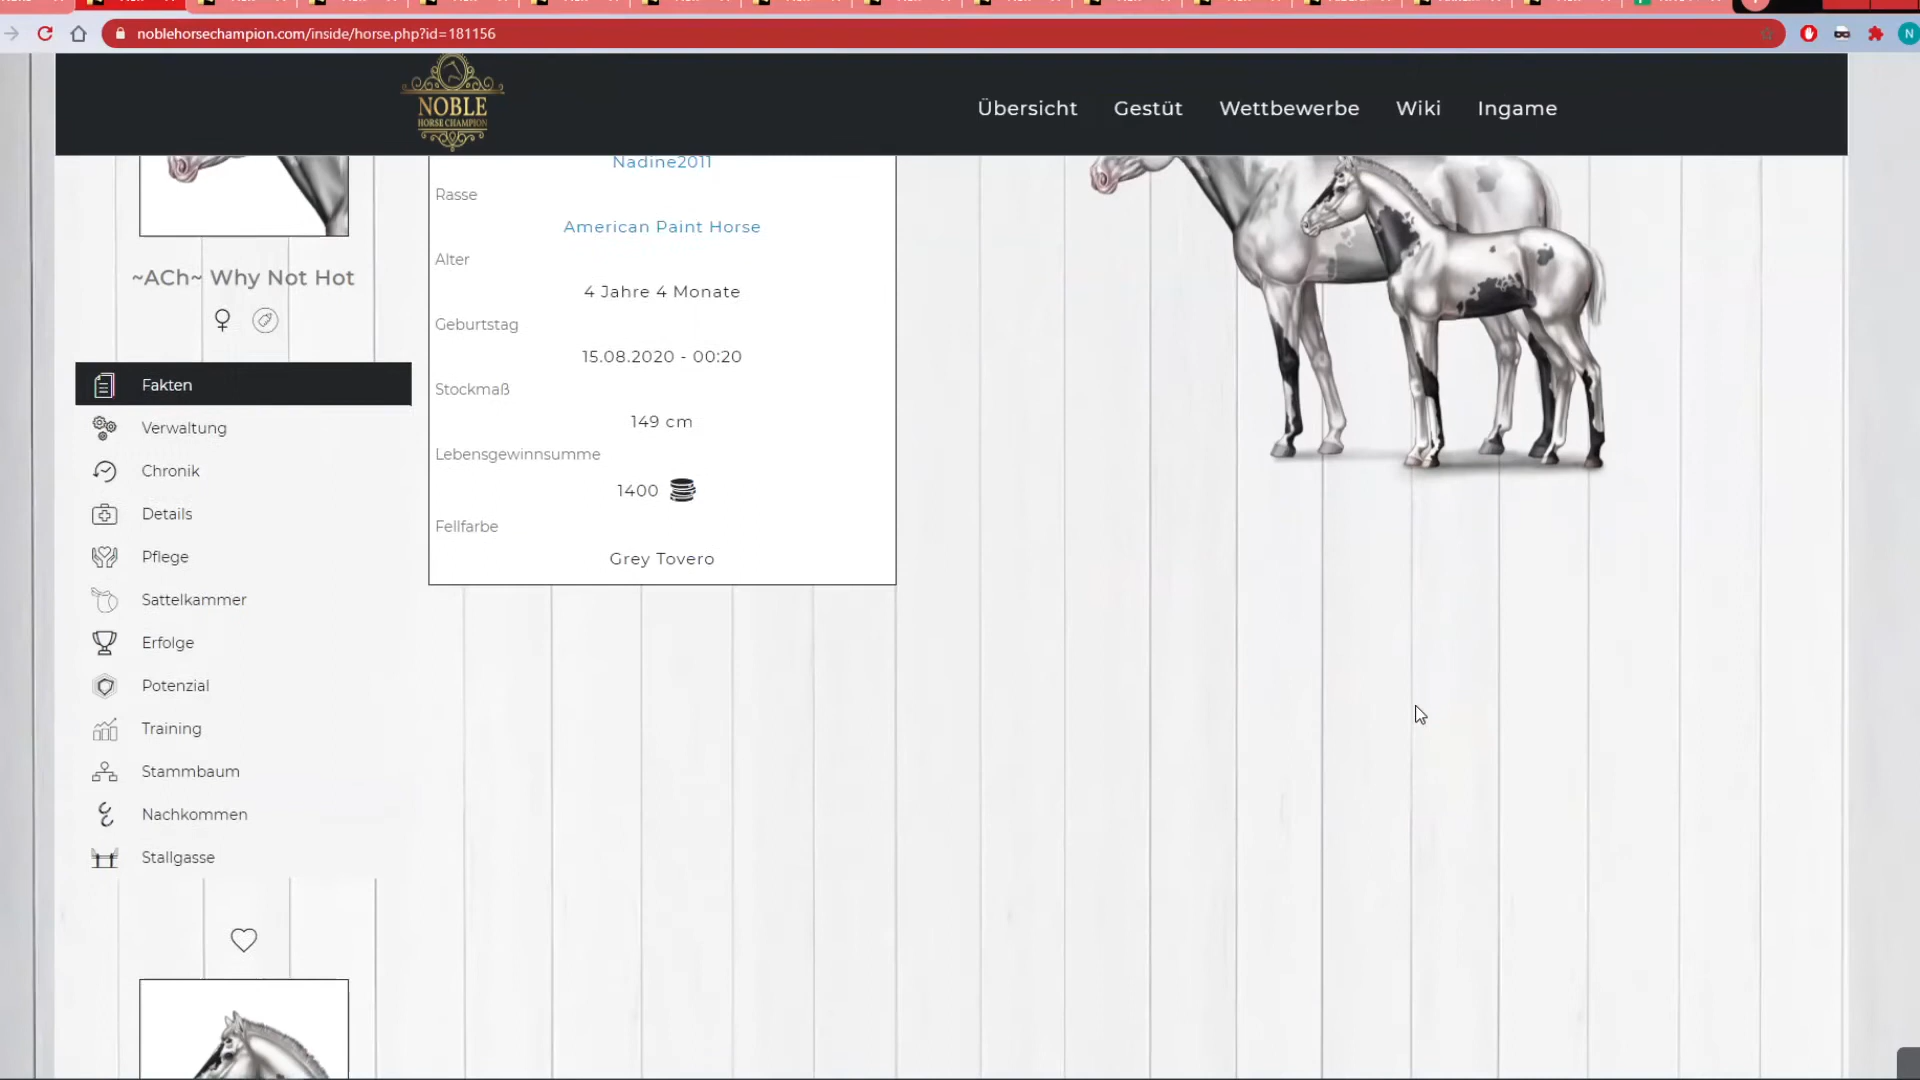 noblehorsechampion.com/inside/horse.php?id=181156
N
NOBLE
HORSE CHAMPION
Übersicht
Gestüt
Wettbewerbe
Wiki
Ingame
~ACh~ Why Not Hot
Fakten
Verwaltung
Chronik
Details
Pflege
Sattelkammer
Erfolge
Potenzial
Training
Stammbaum
Nachkommen
Stallgasse
Nadine2011
Rasse
American Paint Horse
Alter
4 Jahre 4 Monate
Geburtstag
15.08.2020 - 00:20
Stockmaß
149 cm
Lebensgewinnsumme
1400
Fellfarbe
Grey Tovero